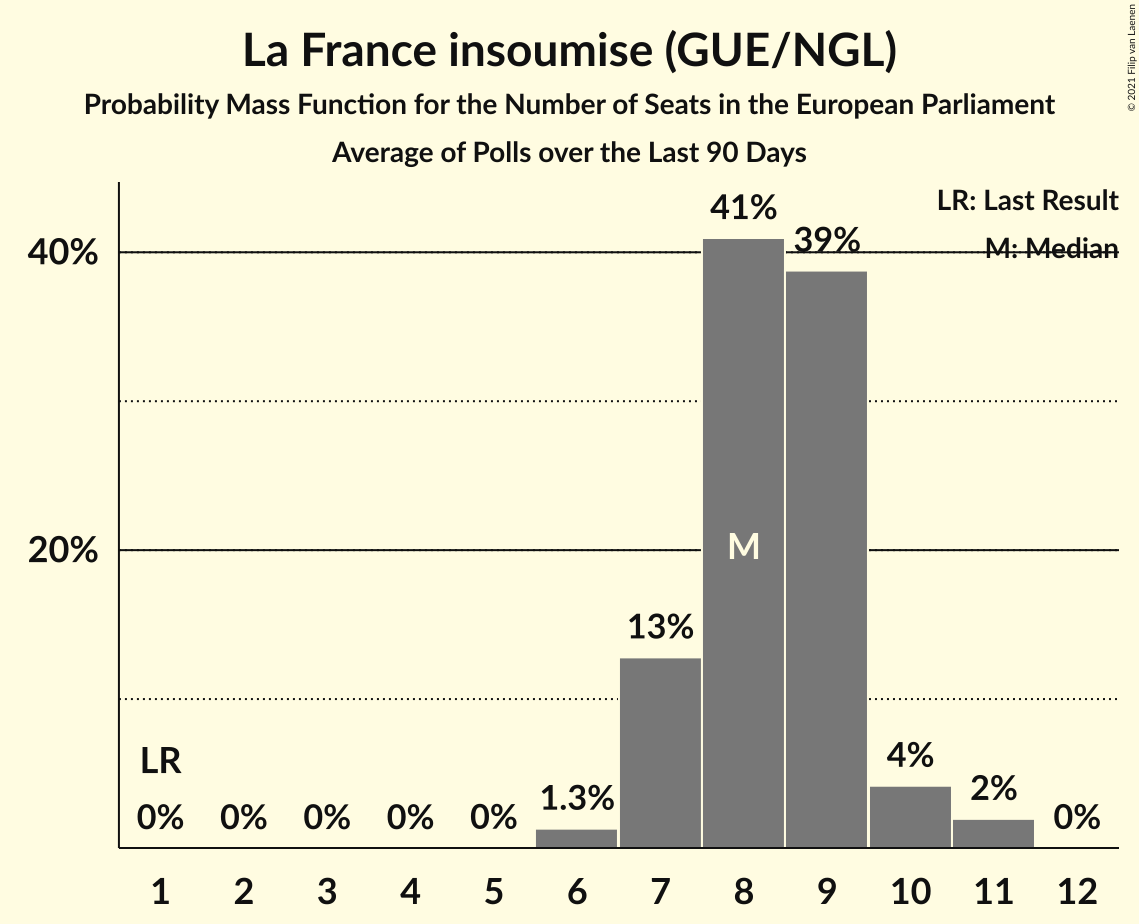 La France insoumise (GUE/NGL)
Probability Mass Function for the Number of Seats in the European Parliament
Average of Polls over the Last 90 Days
© 2021 Filip van Laenen
LR: Last Result
M: Median
40%
20%
41%
39%
M
13%
LR
0%
0%
0%
0%
0%
1.3%
4%
2%
0%
1 2 3 4 5 6 7 8 9 10 11 12